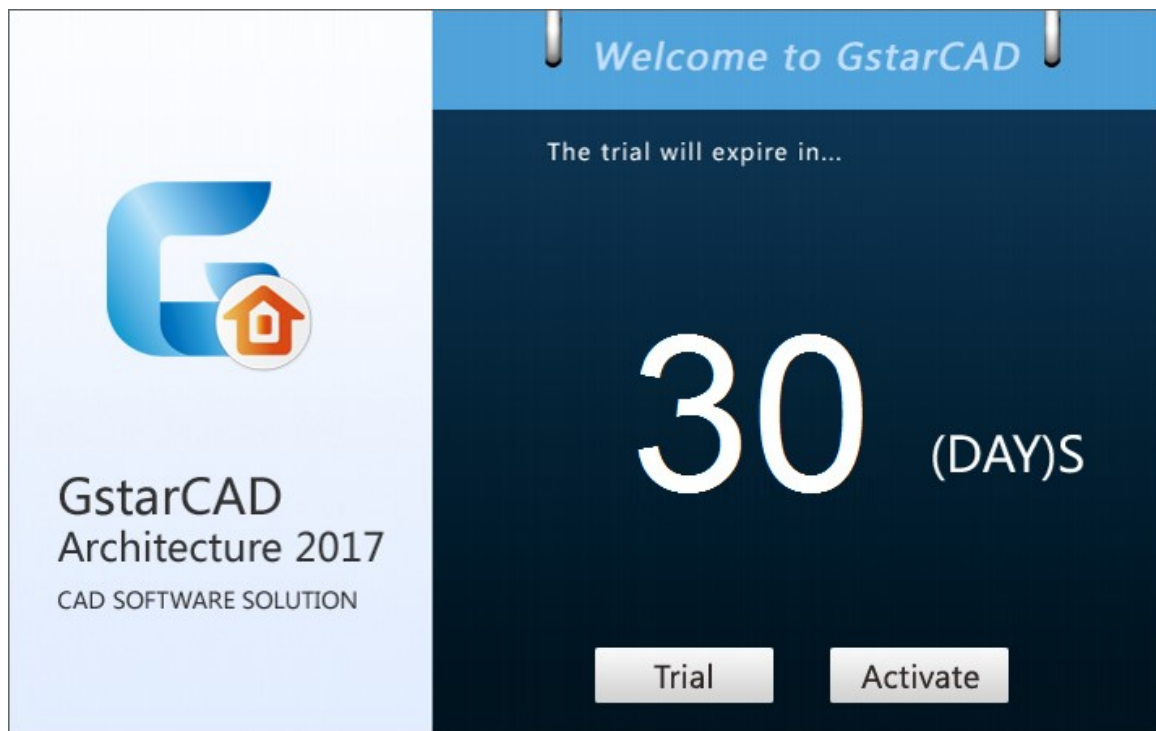 Welcome to GstarCAD
The trial will expire in...
30 (DAY)S
GstarCAD
Architecture 2017
CAD SOFTWARE SOLUTION
Trial Activate